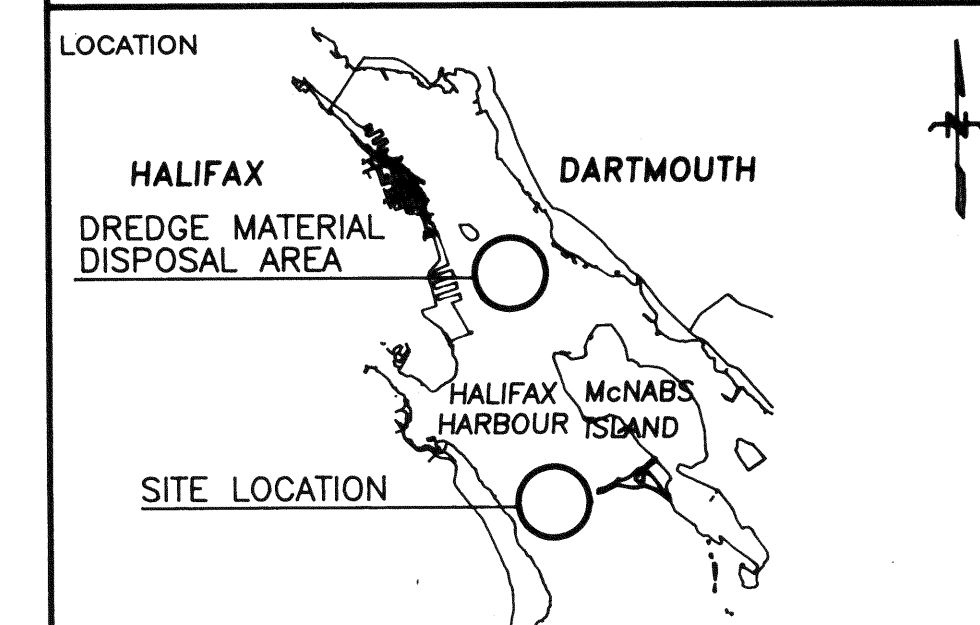 LOCATION
N
HALIFAX
DARTMOUTH
DREDGE MATERIAL
DISPOSAL AREA
HALIFAX
HARBOUR
McNABS
ISLAND
SITE LOCATION